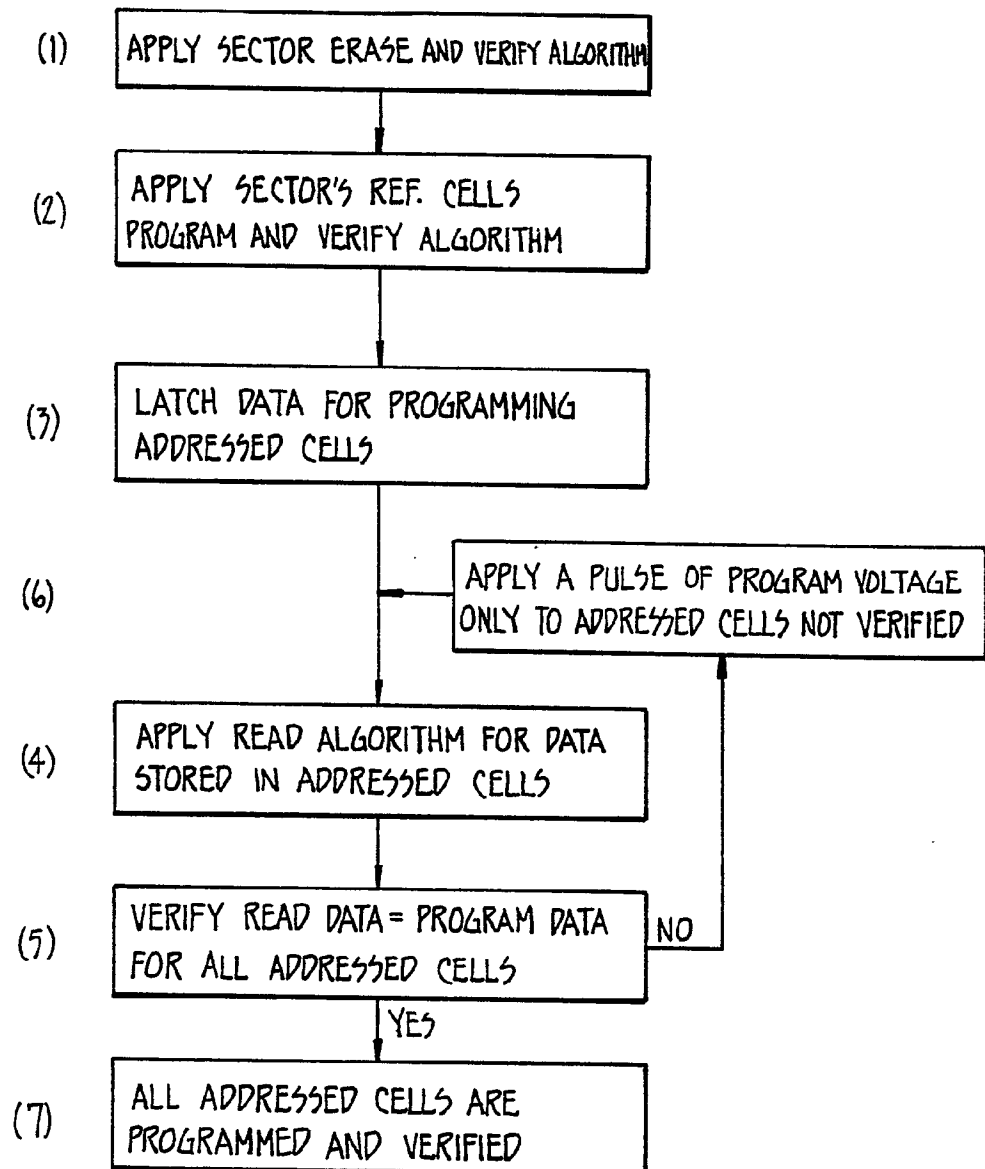 (1)
APPLY SECTOR ERASE AND VERIFY ALGORITHM
(2)
APPLY SECTOR'S REF. CELLS
PROGRAM AND VERIFY ALGORITHM
(3)
LATCH DATA FOR PROGRAMMING
ADDRESSED CELLS
(6)
APPLY A PULSE OF PROGRAM VOLTAGE
ONLY TO ADDRESSED CELLS NOT VERIFIED
(4)
APPLY READ ALGORITHM FOR DATA
STORED IN ADDRESSED CELLS
(5)
VERIFY READ DATA = PROGRAM DATA
FOR ALL ADDRESSED CELLS
NO
YES
(7)
ALL ADDRESSED CELLS ARE
PROGRAMMED AND VERIFIED